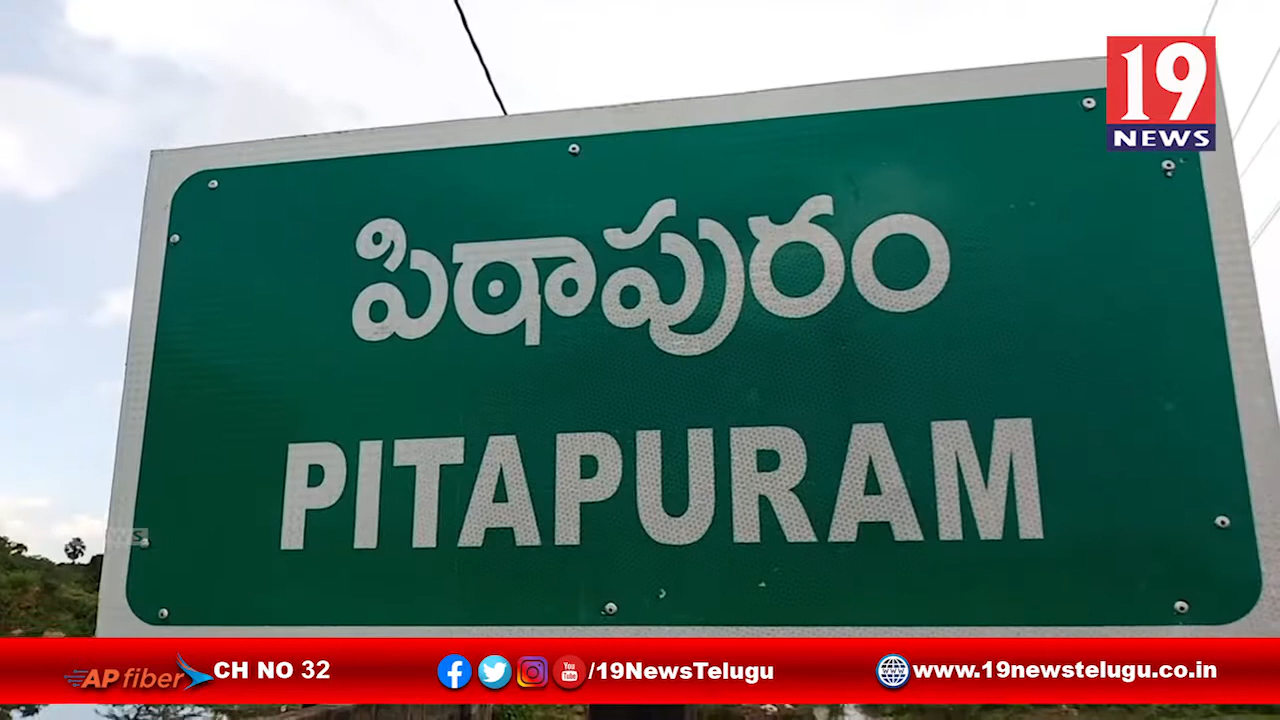 19
NEWS
పిఠాపురం
PITAPURAM
AP fiber CH NO 32 /19NewsTelugu www.19newstelugu.co.in